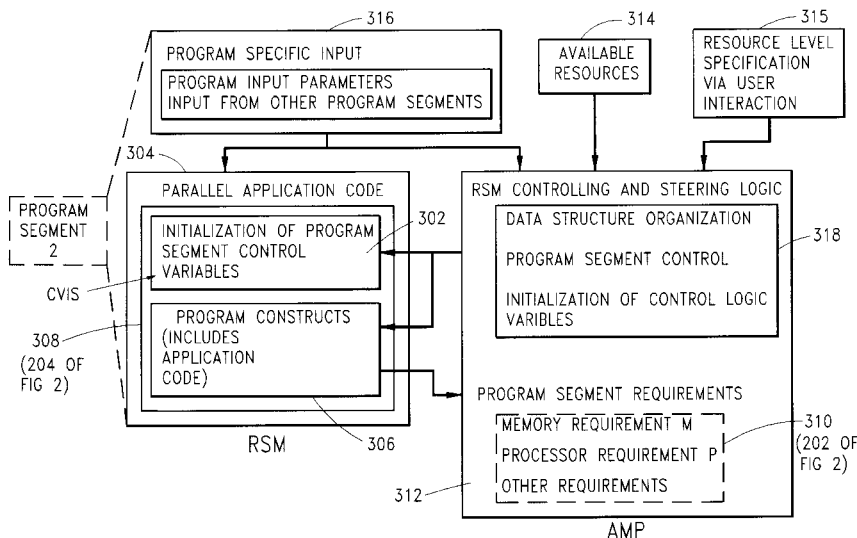 316
PROGRAM SPECIFIC INPUT
PROGRAM INPUT PARAMETERS
INPUT FROM OTHER PROGRAM SEGMENTS
314
AVAILABLE
RESOURCES
315
RESOURCE LEVEL
SPECIFICATION
VIA USER
INTERACTION
304
PROGRAM
SEGMENT
2
PARALLEL APPLICATION CODE
INITIALIZATION OF PROGRAM
SEGMENT CONTROL
VARIABLES
302
CVIS
PROGRAM CONSTRUCTS
(INCLUDES
APPLICATION
CODE)
308
(204 OF
FIG 2)
306
RSM
RSM CONTROLLING AND STEERING LOGIC
DATA STRUCTURE ORGANIZATION
PROGRAM SEGMENT CONTROL
INITIALIZATION OF CONTROL LOGIC
VARIBLES
318
PROGRAM SEGMENT REQUIREMENTS
MEMORY REQUIREMENT M
PROCESSOR REQUIREMENT P
OTHER REQUIREMENTS
310
(202 OF
FIG 2)
312
AMP